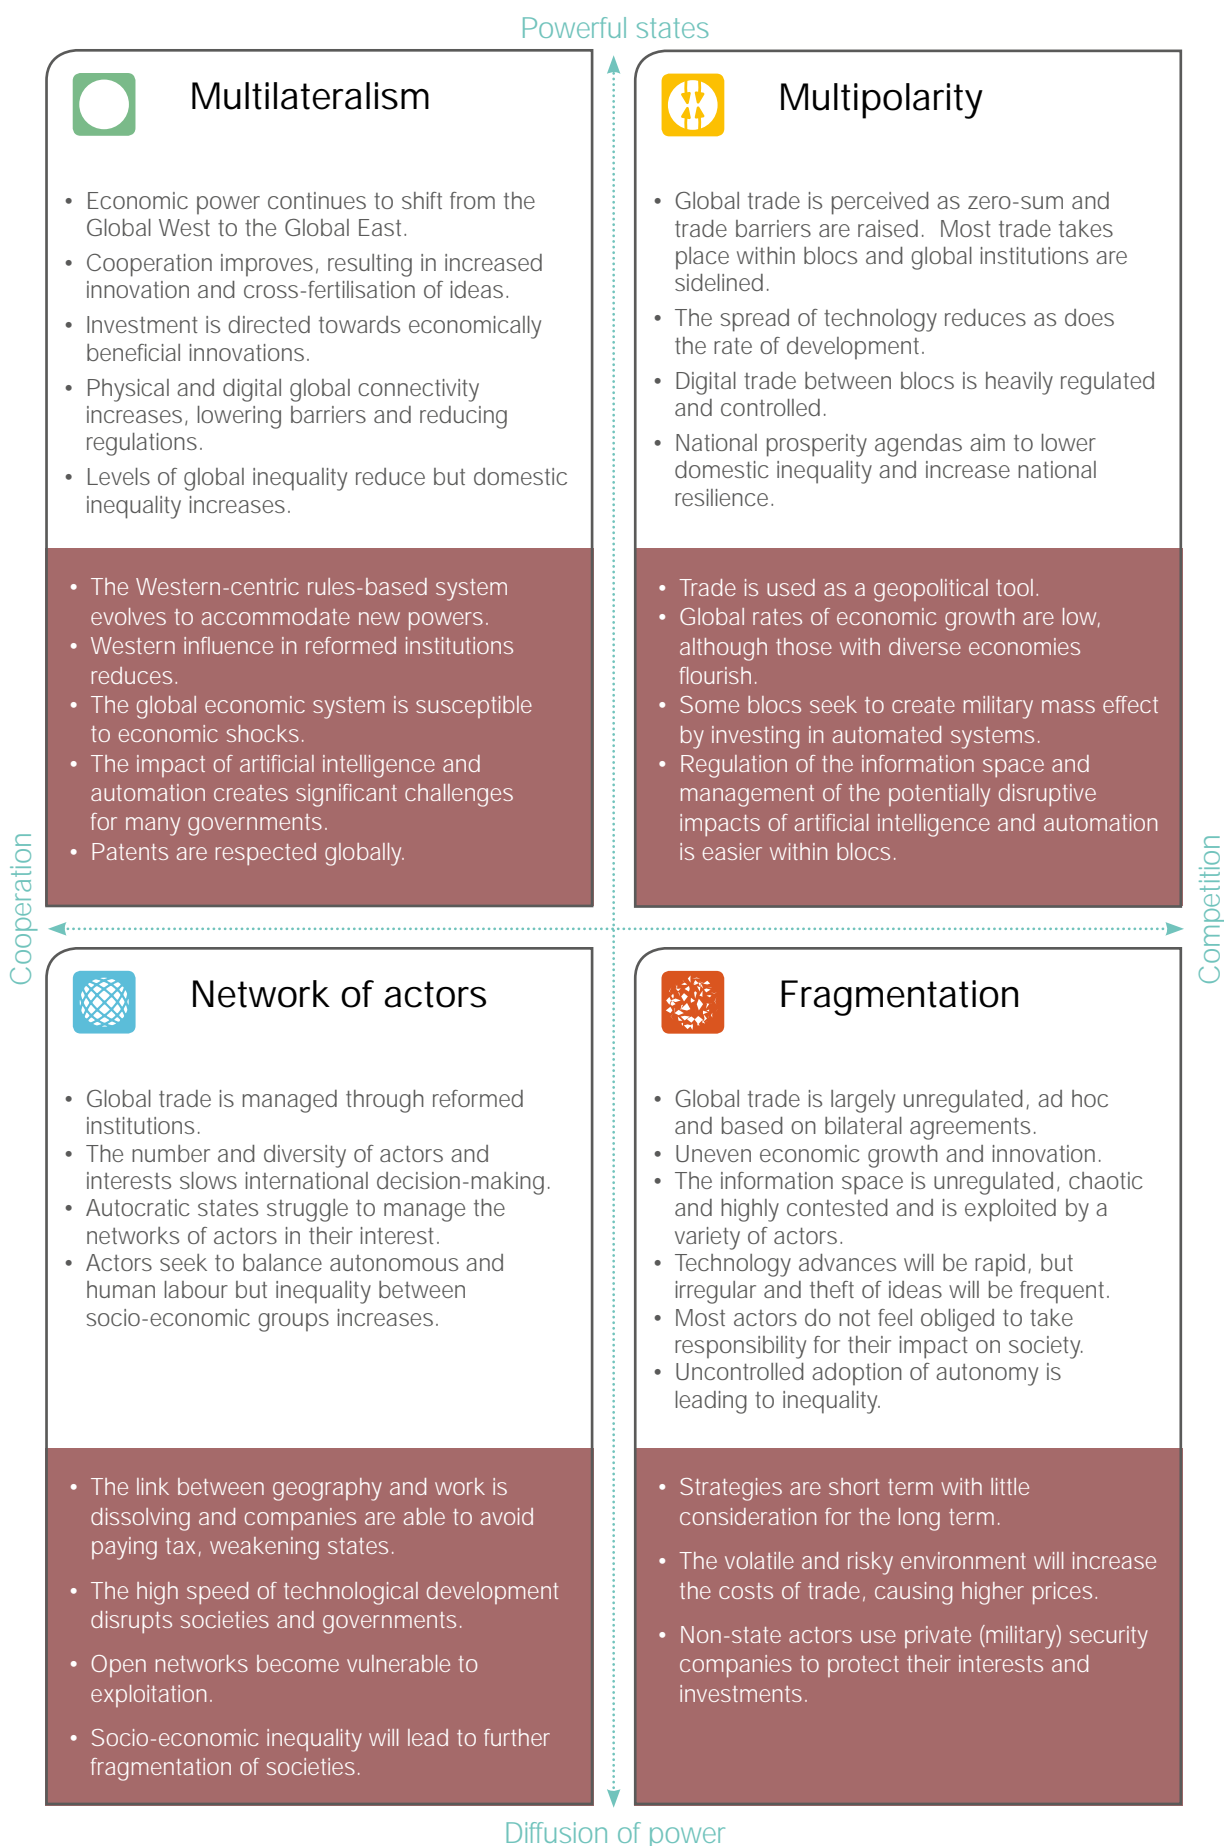 Powerful states
Multilateralism
• Economic power continues to shift from the
Global West to the Global East.
• Cooperation improves, resulting in increased
innovation and cross-fertilisation of ideas.
• Investment is directed towards economically
beneficial innovations.
• Physical and digital global connectivity
increases, lowering barriers and reducing
regulations.
• Levels of global inequality reduce but domestic
inequality increases.
• The Western-centric rules-based system
evolves to accommodate new powers.
• Western influence in reformed institutions
reduces.
• The global economic system is susceptible
to economic shocks.
• The impact of artificial intelligence and
automation creates significant challenges
for many governments.
• Patents are respected globally.
Multipolarity
• Global trade is perceived as zero-sum and
trade barriers are raised.  Most trade takes
place within blocs and global institutions are
sidelined.
• The spread of technology reduces as does
the rate of development.
• Digital trade between blocs is heavily regulated
and controlled.
• National prosperity agendas aim to lower
domestic inequality and increase national
resilience.
• Trade is used as a geopolitical tool.
• Global rates of economic growth are low,
although those with diverse economies
flourish.
• Some blocs seek to create military mass effect
by investing in automated systems.
• Regulation of the information space and
management of the potentially disruptive
impacts of artificial intelligence and automation
is easier within blocs.
Cooperation
Competition
Network of actors
• Global trade is managed through reformed
institutions.
• The number and diversity of actors and
interests slows international decision-making.
• Autocratic states struggle to manage the
networks of actors in their interest.
• Actors seek to balance autonomous and
human labour but inequality between
socio-economic groups increases.
• The link between geography and work is
dissolving and companies are able to avoid
paying tax, weakening states.
• The high speed of technological development
disrupts societies and governments.
• Open networks become vulnerable to
exploitation.
• Socio-economic inequality will lead to further
fragmentation of societies.
Fragmentation
• Global trade is largely unregulated, ad hoc
and based on bilateral agreements.
• Uneven economic growth and innovation.
• The information space is unregulated, chaotic
and highly contested and is exploited by a
variety of actors.
• Technology advances will be rapid, but
irregular and theft of ideas will be frequent.
• Most actors do not feel obliged to take
responsibility for their impact on society.
• Uncontrolled adoption of autonomy is
leading to inequality.
• Strategies are short term with little
consideration for the long term.
• The volatile and risky environment will increase
the costs of trade, causing higher prices.
• Non-state actors use private (military) security
companies to protect their interests and
investments.
Diffusion of power